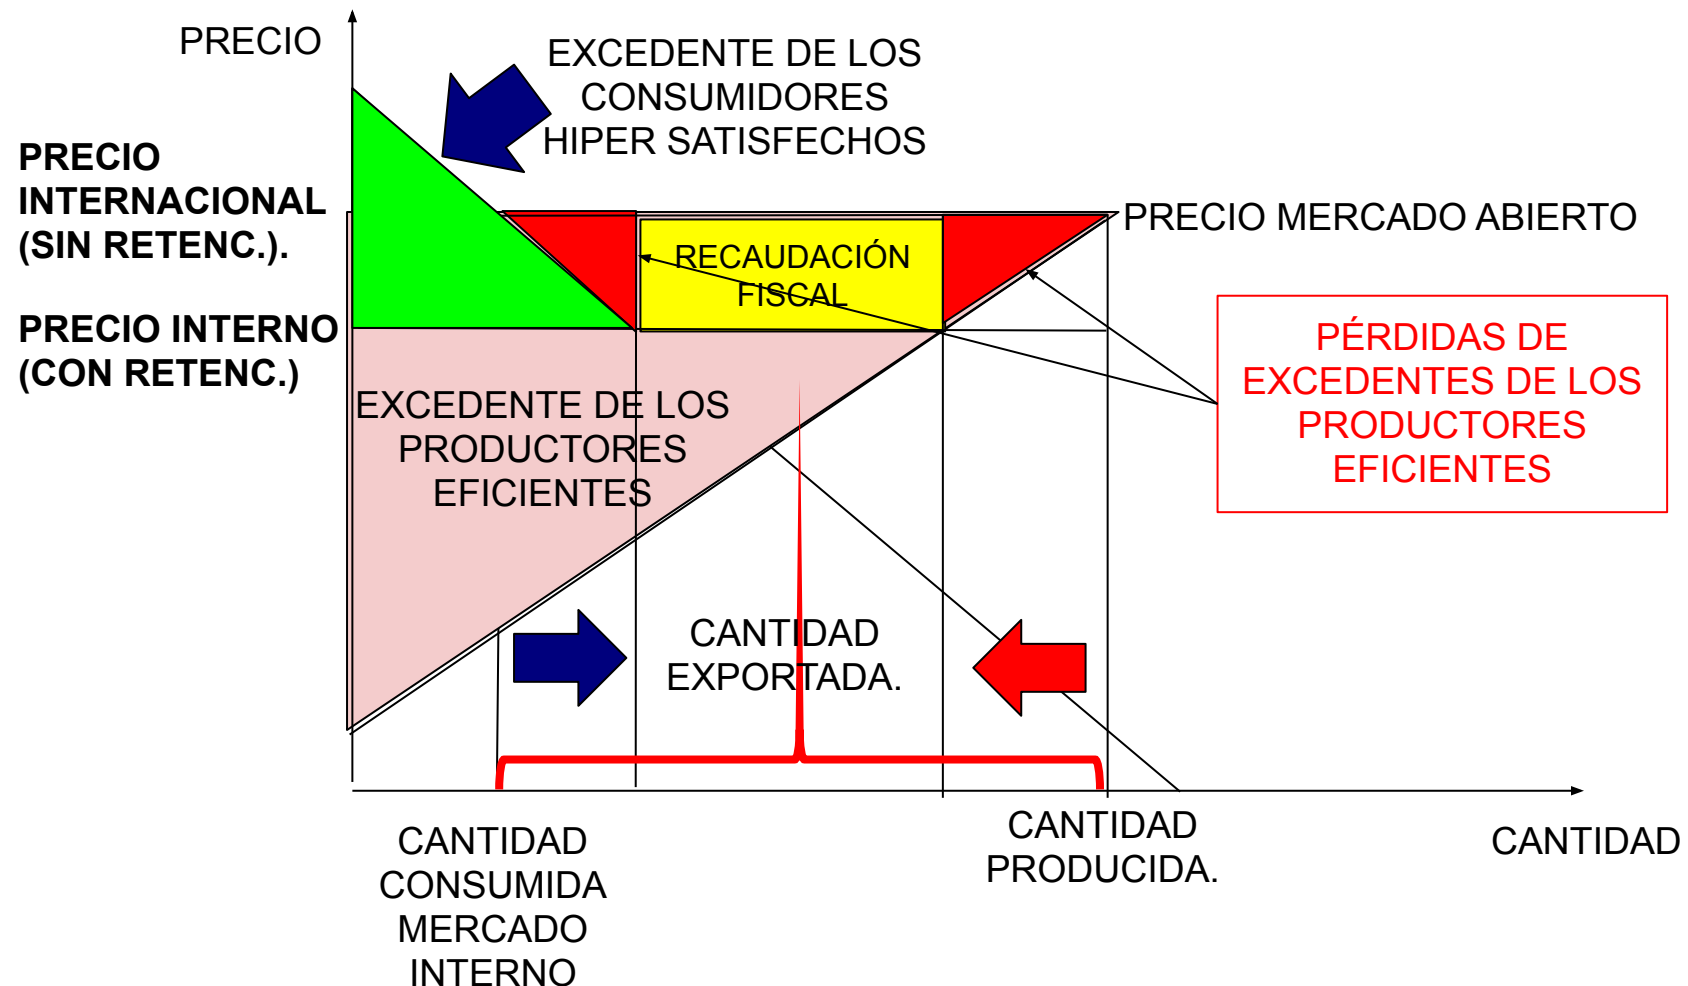 PRECIO
EXCEDENTE DE LOS
CONSUMIDORES
HIPER SATISFECHOS
PRECIO
INTERNACIONAL
(SIN RETENC.).
PRECIO MERCADO ABIERTO
RECAUDACIÓN
FISCAL
PRECIO INTERNO
(CON RETENC.)
PÉRDIDAS DE
EXCEDENTES DE LOS
PRODUCTORES
EFICIENTES
EXCEDENTE DE LOS
PRODUCTORES
EFICIENTES
CANTIDAD
EXPORTADA.
CANTIDAD
CONSUMIDA
MERCADO
INTERNO
CANTIDAD
PRODUCIDA.
CANTIDAD